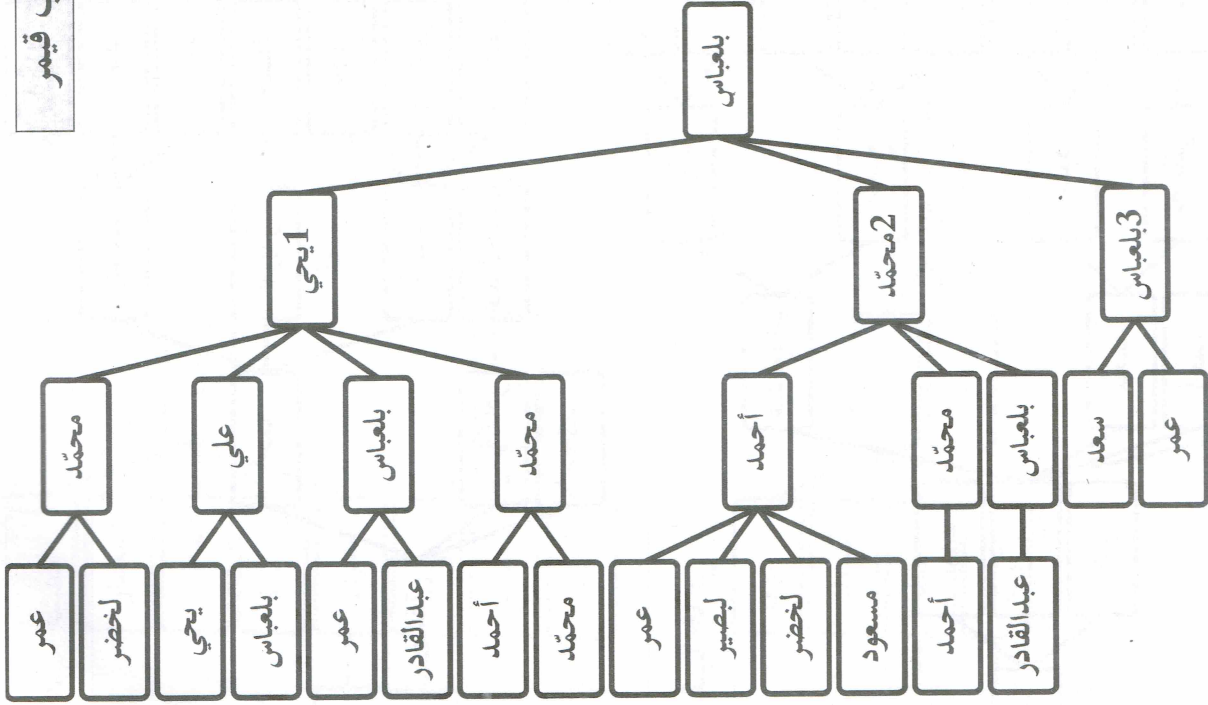 قيمر
بلعباس
1يحي
2محمّد
3بلعباس
محمّد
علي
بلعباس
محمّد
أحمد
محمّد
بلعباس
سعد
عمر
عمر
لخضر
يحي
بلعباس
عمر
عبدالقادر
أحمد
محمّد
عمر
لبصير
لخضر
مسعود
أحمد
عبدالقادر